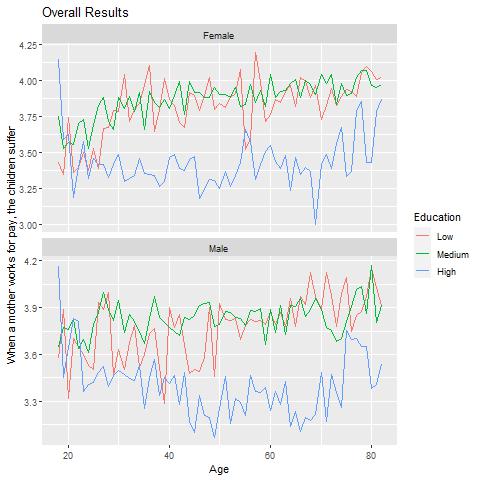 Overall Results
Female
4.25
4.00
3.75
3.50
3.25
3.00
Male
4.2
3.9
3.6
3.3
20
40
60
80
Age
When a mother works for pay, the children suffer
Education
Low
Medium
High